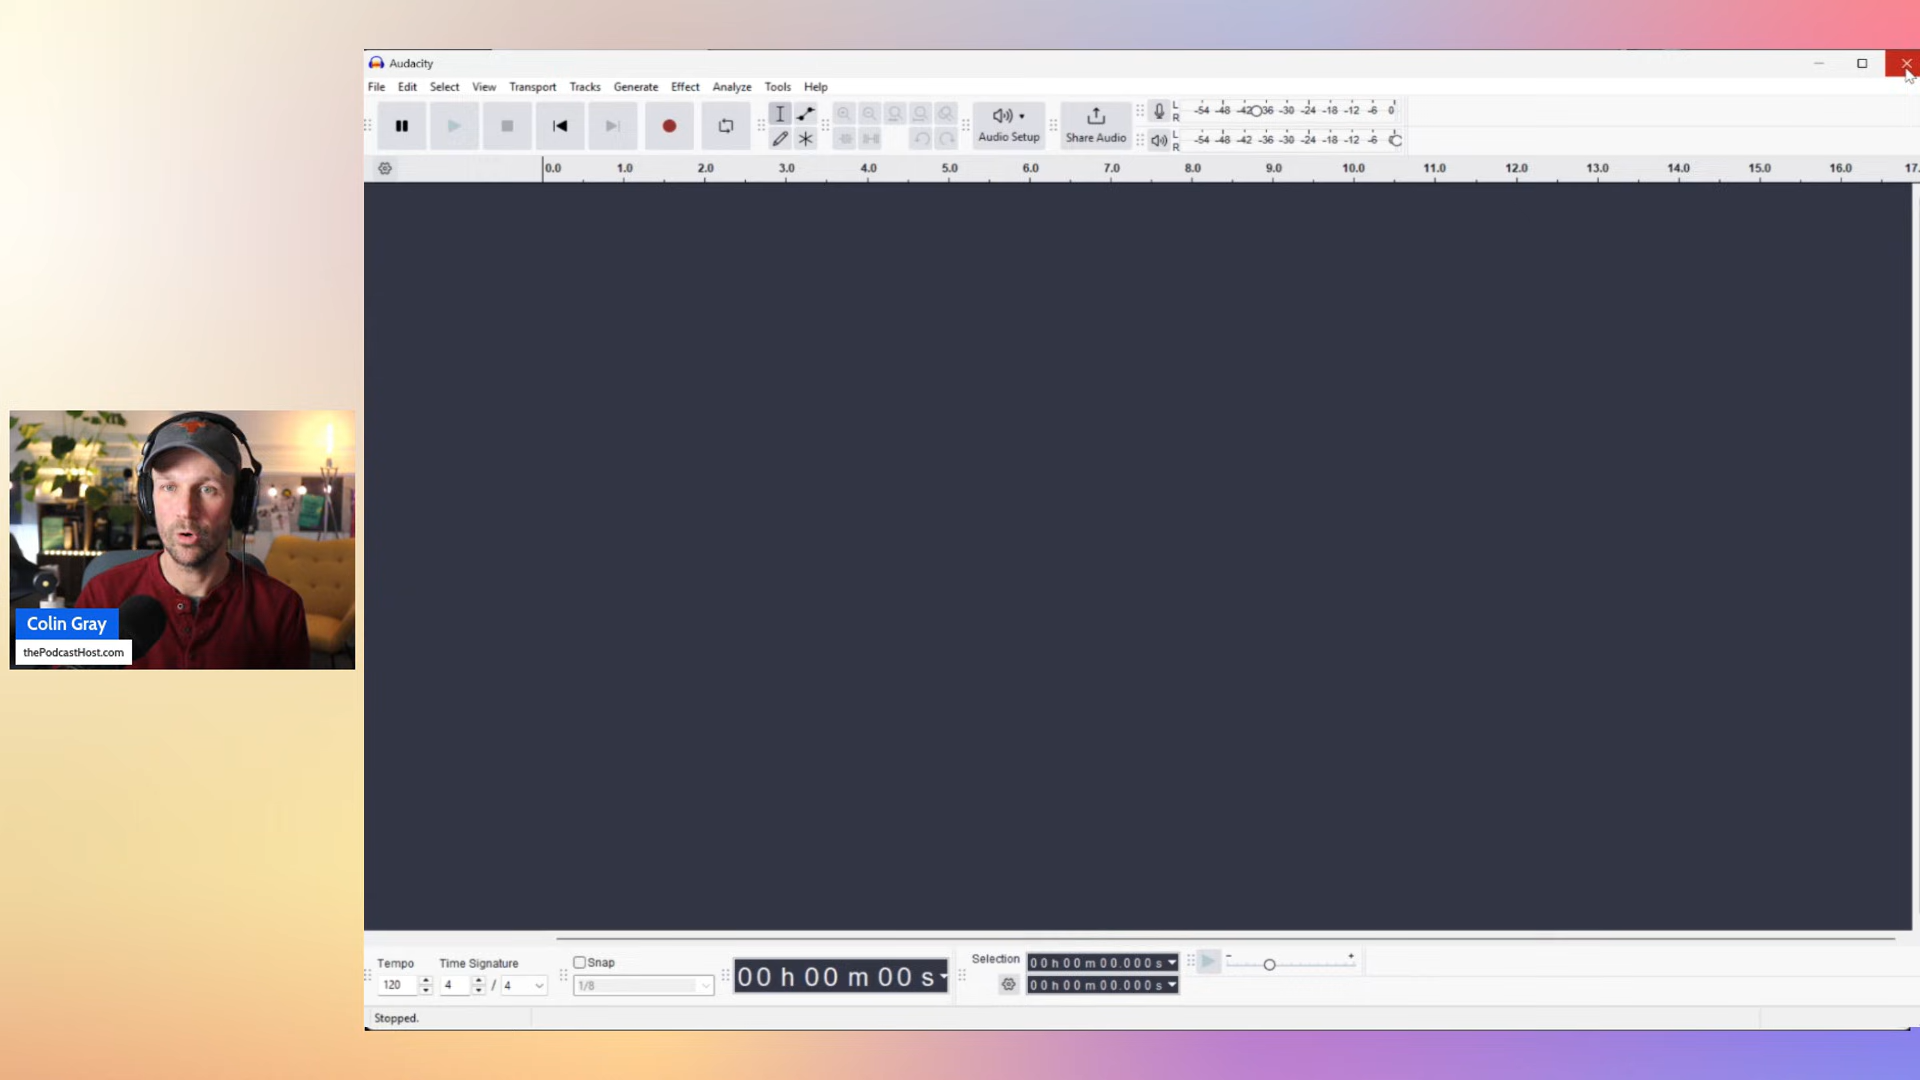 Audacity
File Edit Select View Transport Tracks Generate Effect Analyze Tools Help
Audio Setup
Share Audio
L -54 -48 -42 -36 -30 -24 -18 -12 -6 0
R
L -54 -48 -42 -36 -30 -24 -18 -12 -6
R
0.0 1.0 2.0 3.0 4.0 5.0 6.0 7.0 8.0 9.0 10.0 11.0 12.0 13.0 14.0 15.0 16.0 17.
Colin Gray
thePodcastHost.com
Tempo
120
Time Signature
4 / 4
Snap
1/8
00 h 00 m 00 s
Selection
00 h 00 m 00.000 s
00 h 00 m 00.000 s
Stopped.